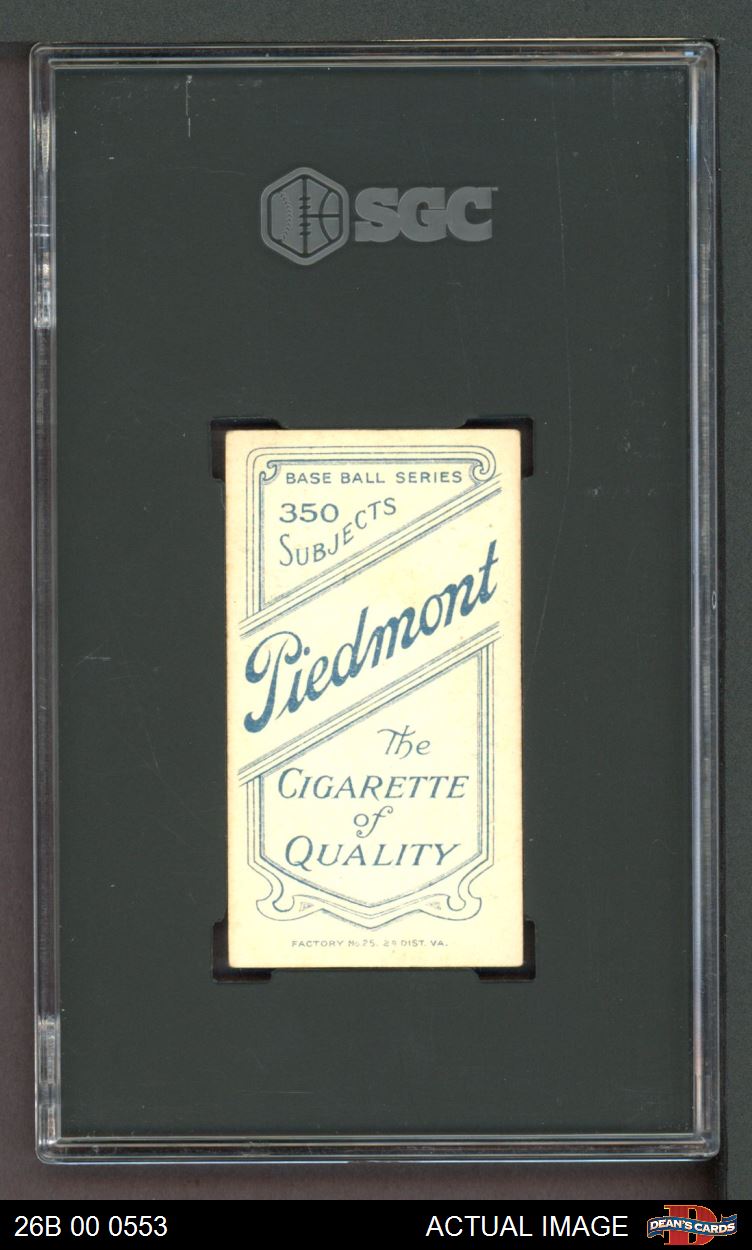 SGC
BASE BALL SERIES
350
SUBJECTS
Piedmont
The
CIGARETTE
of
QUALITY
FACTORY No 25. 2D DIST. VA.
26B 00 0553
ACTUAL IMAGE
DEAN'S CARDS